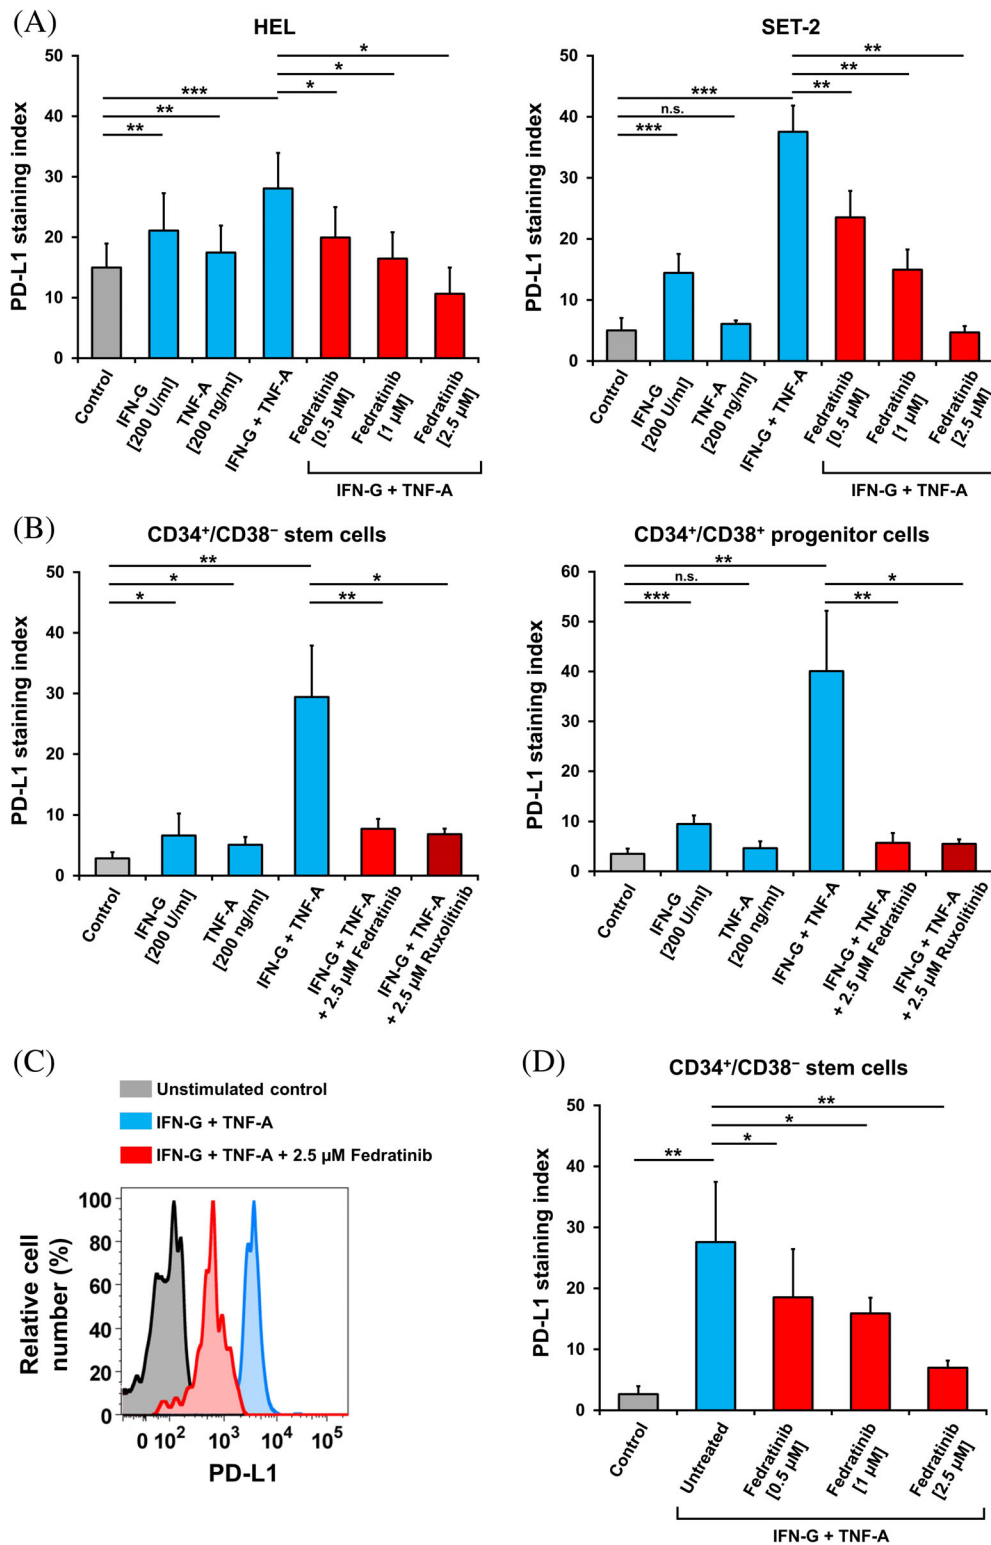 (A)
HEL
PD-L1 staining index
50
40
30
20
10
0
***
**
**
*
*
*
Control
IFN-G
[200 U/ml]
TNF-A
[200 ng/ml]
IFN-G + TNF-A
Fedratinib
[0.5 µM]
Fedratinib
[1 µM]
Fedratinib
[2.5 µM]
IFN-G + TNF-A
SET-2
PD-L1 staining index
50
40
30
20
10
0
***
n.s.
***
**
**
**
Control
IFN-G
[200 U/ml]
TNF-A
[200 ng/ml]
IFN-G + TNF-A
Fedratinib
[0.5 µM]
Fedratinib
[1 µM]
Fedratinib
[2.5 µM]
IFN-G + TNF-A
(B)
CD34⁺/CD38⁻ stem cells
PD-L1 staining index
50
40
30
20
10
0
**
*
*
*
**
Control
IFN-G
[200 U/ml]
TNF-A
[200 ng/ml]
IFN-G + TNF-A
IFN-G + TNF-A
+ 2.5 µM Fedratinib
IFN-G + TNF-A
+ 2.5 µM Ruxolitinib
CD34⁺/CD38⁺ progenitor cells
PD-L1 staining index
60
50
40
30
20
10
0
**
n.s.
***
*
**
Control
IFN-G
[200 U/ml]
TNF-A
[200 ng/ml]
IFN-G + TNF-A
IFN-G + TNF-A
+ 2.5 µM Fedratinib
IFN-G + TNF-A
+ 2.5 µM Ruxolitinib
(C)
Unstimulated control
IFN-G + TNF-A
IFN-G + TNF-A + 2.5 µM Fedratinib
Relative cell
number (%)
100
80
60
40
20
0
0 10² 10³ 10⁴ 10⁵
PD-L1
(D)
CD34⁺/CD38⁻ stem cells
PD-L1 staining index
50
40
30
20
10
0
**
**
*
*
Control
Untreated
Fedratinib
[0.5 µM]
Fedratinib
[1 µM]
Fedratinib
[2.5 µM]
IFN-G + TNF-A